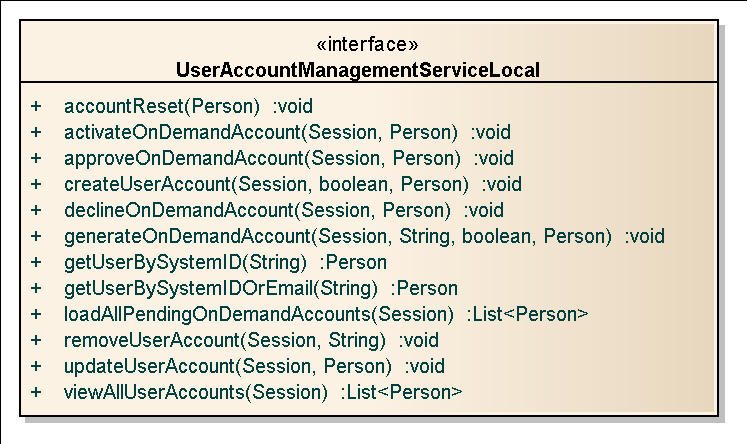 «interface»
UserAccountManagementServiceLocal
+ accountReset(Person) :void
+ activateOnDemandAccount(Session, Person) :void
+ approveOnDemandAccount(Session, Person) :void
+ createUserAccount(Session, boolean, Person) :void
+ declineOnDemandAccount(Session, Person) :void
+ generateOnDemandAccount(Session, String, boolean, Person) :void
+ getUserBySystemID(String) :Person
+ getUserBySystemIDOrEmail(String) :Person
+ loadAllPendingOnDemandAccounts(Session) :List<Person>
+ removeUserAccount(Session, String) :void
+ updateUserAccount(Session, Person) :void
+ viewAllUserAccounts(Session) :List<Person>